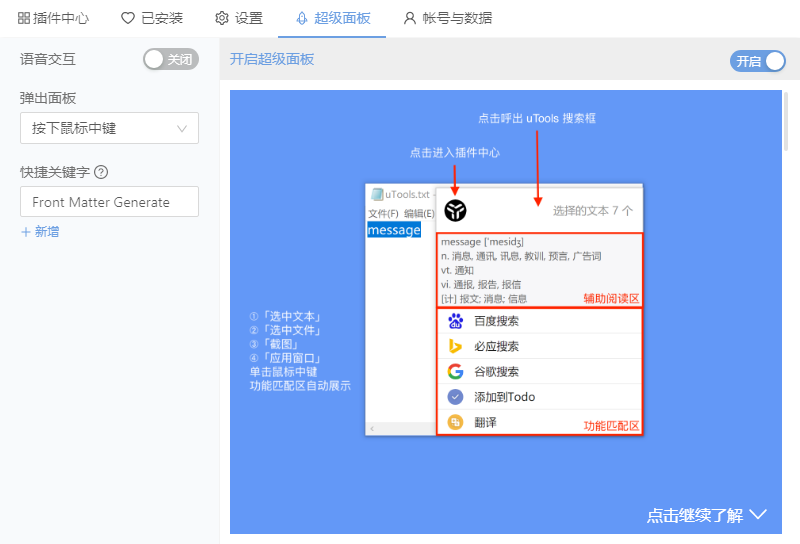 插件中心
已安装
设置
超级面板
帐号与数据
语音交互
关闭
弹出面板
按下鼠标中键
快捷关键字
Front Matter Generate
+ 新增
开启超级面板
开启
点击呼出 uTools 搜索框
点击进入插件中心
uTools.txt -
文件(F) 编辑(E)
message
选择的文本 7 个
message ['mesidʒ]
n. 消息, 通讯, 讯息, 教训, 预言, 广告词
vt. 通知
vi. 通报, 报告, 报信
[计] 报文; 消息; 信息
辅助阅读区
百度搜索
必应搜索
谷歌搜索
添加到Todo
翻译
功能匹配区
①「选中文本」
②「选中文件」
③「截图」
④「应用窗口」
单击鼠标中键
功能匹配区自动展示
点击继续了解